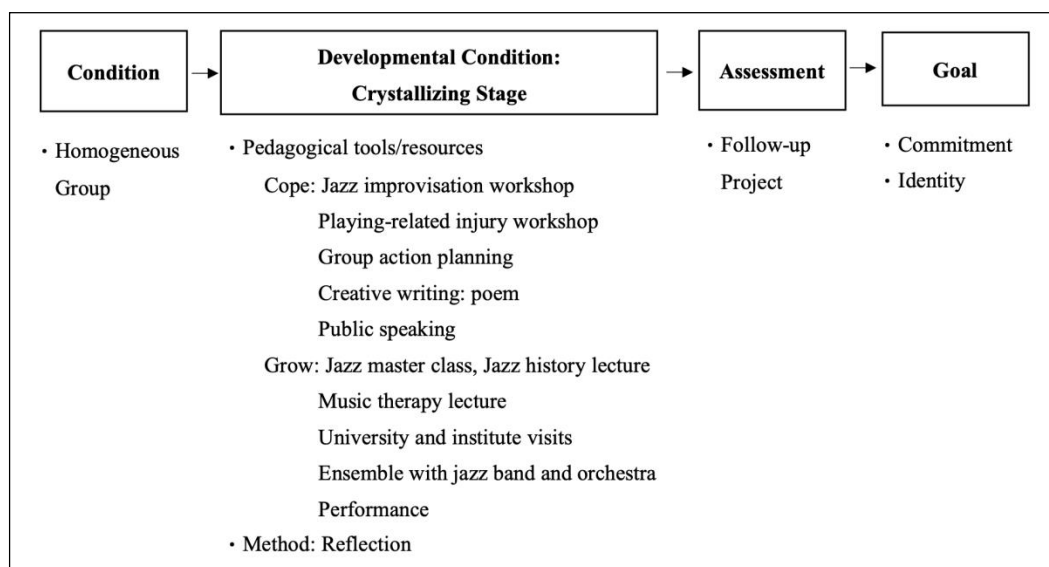 Condition
Developmental Condition:
Crystallizing Stage
Assessment
Goal
・Homogeneous
Group
・Pedagogical tools/resources
Cope: Jazz improvisation workshop
Playing-related injury workshop
Group action planning
Creative writing: poem
Public speaking
Grow: Jazz master class, Jazz history lecture
Music therapy lecture
University and institute visits
Ensemble with jazz band and orchestra
Performance
・Method: Reflection
・Follow-up
Project
・Commitment
・Identity